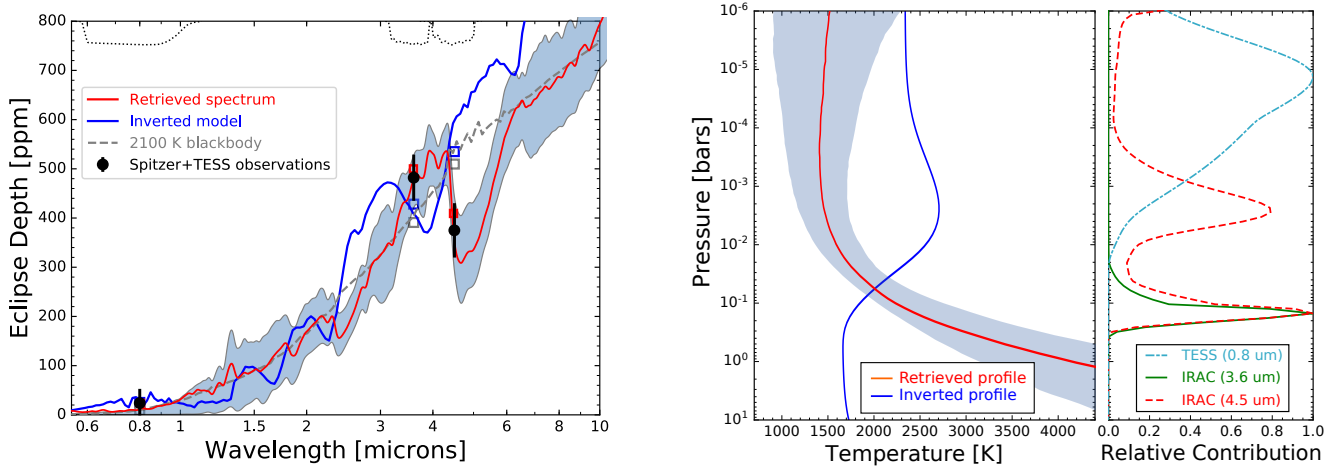 800
700
600
500
400
300
200
100
0
Eclipse Depth [ppm]
Retrieved spectrum
Inverted model
2100 K blackbody
Spitzer+TESS observations
0.6 0.8 1 1.5 2 3 4 5 6 8 10
Wavelength [microns]
10⁻⁶
10⁻⁵
10⁻⁴
10⁻³
10⁻²
10⁻¹
10⁰
10¹
Pressure [bars]
Retrieved profile
Inverted profile
1000 1500 2000 2500 3000 3500 4000
Temperature [K]
TESS (0.8 um)
IRAC (3.6 um)
IRAC (4.5 um)
0.0 0.2 0.4 0.6 0.8 1.0
Relative Contribution